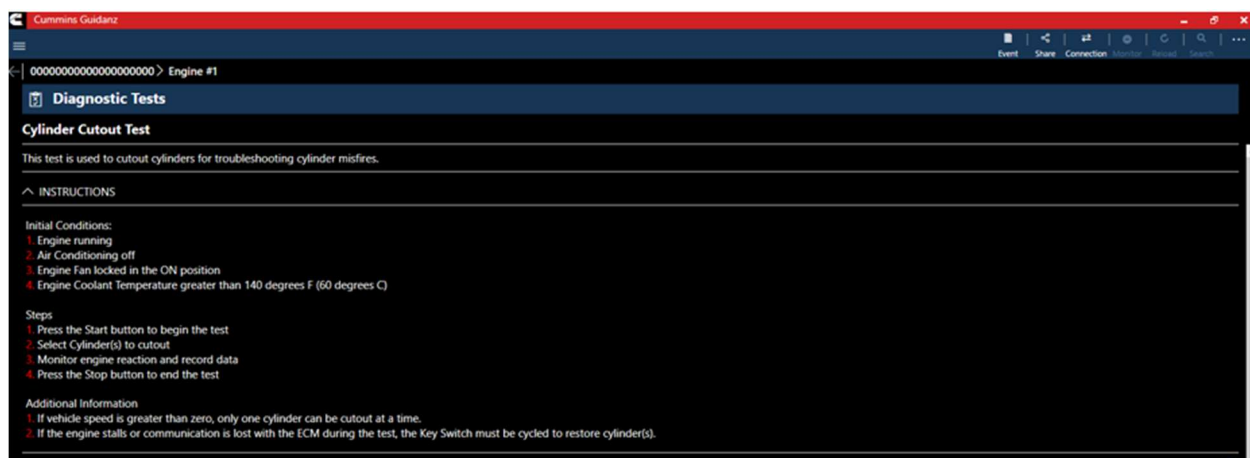 Cummins Guidanz
Event Share Connection Monitor Reload Search
00000000000000000000 > Engine #1
Diagnostic Tests
Cylinder Cutout Test
This test is used to cutout cylinders for troubleshooting cylinder misfires.
INSTRUCTIONS
Initial Conditions:
1. Engine running
2. Air Conditioning off
3. Engine Fan locked in the ON position
4. Engine Coolant Temperature greater than 140 degrees F (60 degrees C)
Steps
1. Press the Start button to begin the test
2. Select Cylinder(s) to cutout
3. Monitor engine reaction and record data
4. Press the Stop button to end the test
Additional Information
1. If vehicle speed is greater than zero, only one cylinder can be cutout at a time.
2. If the engine stalls or communication is lost with the ECM during the test, the Key Switch must be cycled to restore cylinder(s).